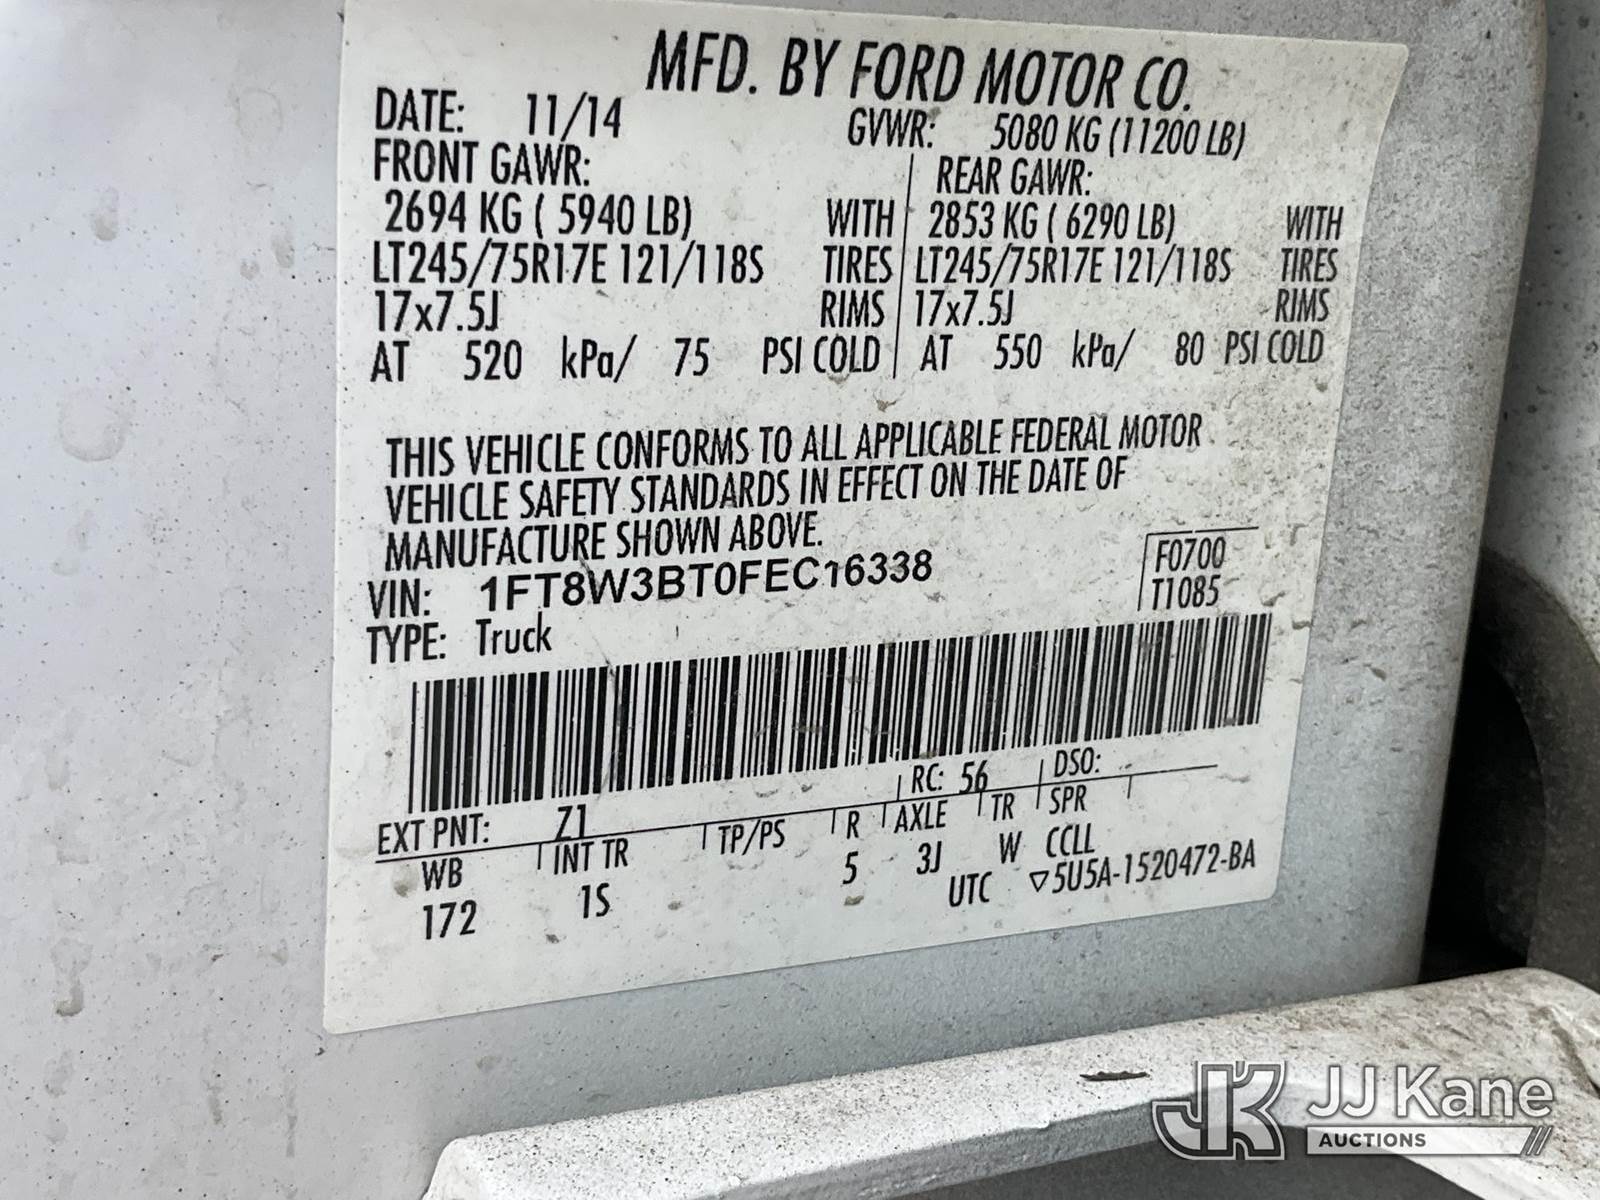 MFD. BY FORD MOTOR CO.
DATE: 11/14 GVWR: 5080 KG (11200 LB)
FRONT GAWR: REAR GAWR:
2694 KG ( 5940 LB) WITH 2853 KG ( 6290 LB) WITH
LT245/75R17E 121/118S TIRES LT245/75R17E 121/118S TIRES
17x7.5J RIMS 17x7.5J RIMS
AT 520 kPa/ 75 PSI COLD AT 550 kPa/ 80 PSI COLD
THIS VEHICLE CONFORMS TO ALL APPLICABLE FEDERAL MOTOR
VEHICLE SAFETY STANDARDS IN EFFECT ON THE DATE OF
MANUFACTURE SHOWN ABOVE.
VIN: 1FT8W3BT0FEC16338 F0700
TYPE: Truck T1085
EXT PNT: Z1 RC: 56 DSO:
WB INT TR TP/PS R AXLE TR SPR
172 1S 5 3J W CCLL
UTC ▽5U5A-1520472-BA
JK JJ Kane
AUCTIONS